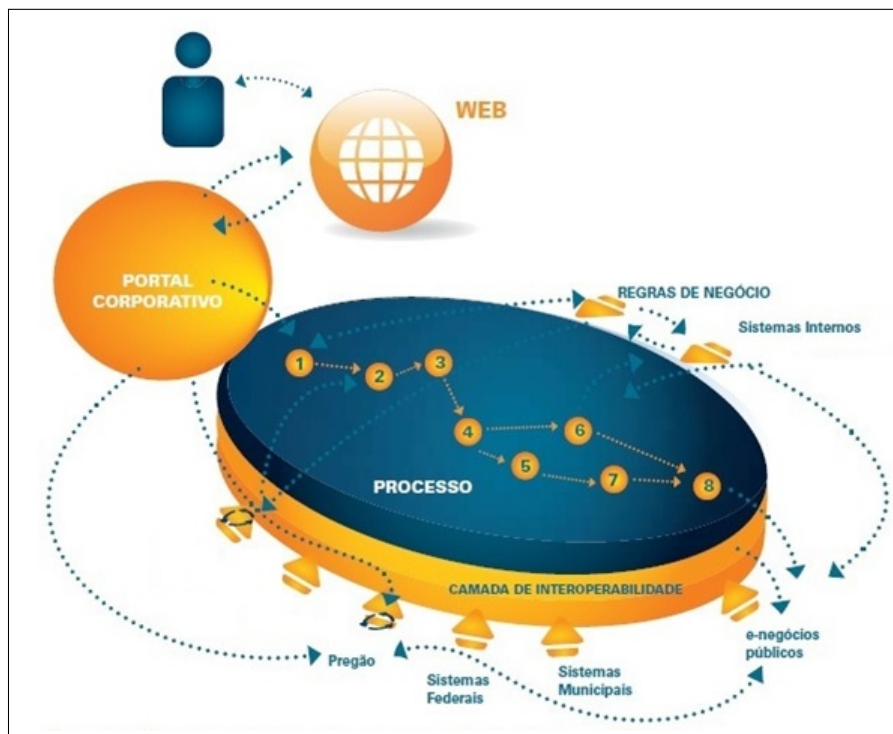 WEB
PORTAL
CORPORATIVO
REGRAS DE NEGÓCIO
Sistemas Internos
1
2
3
4
6
5
7
8
PROCESSO
CAMADA DE INTEROPERABILIDADE
e-negócios
públicos
Pregão
Sistemas
Federais
Sistemas
Municipais